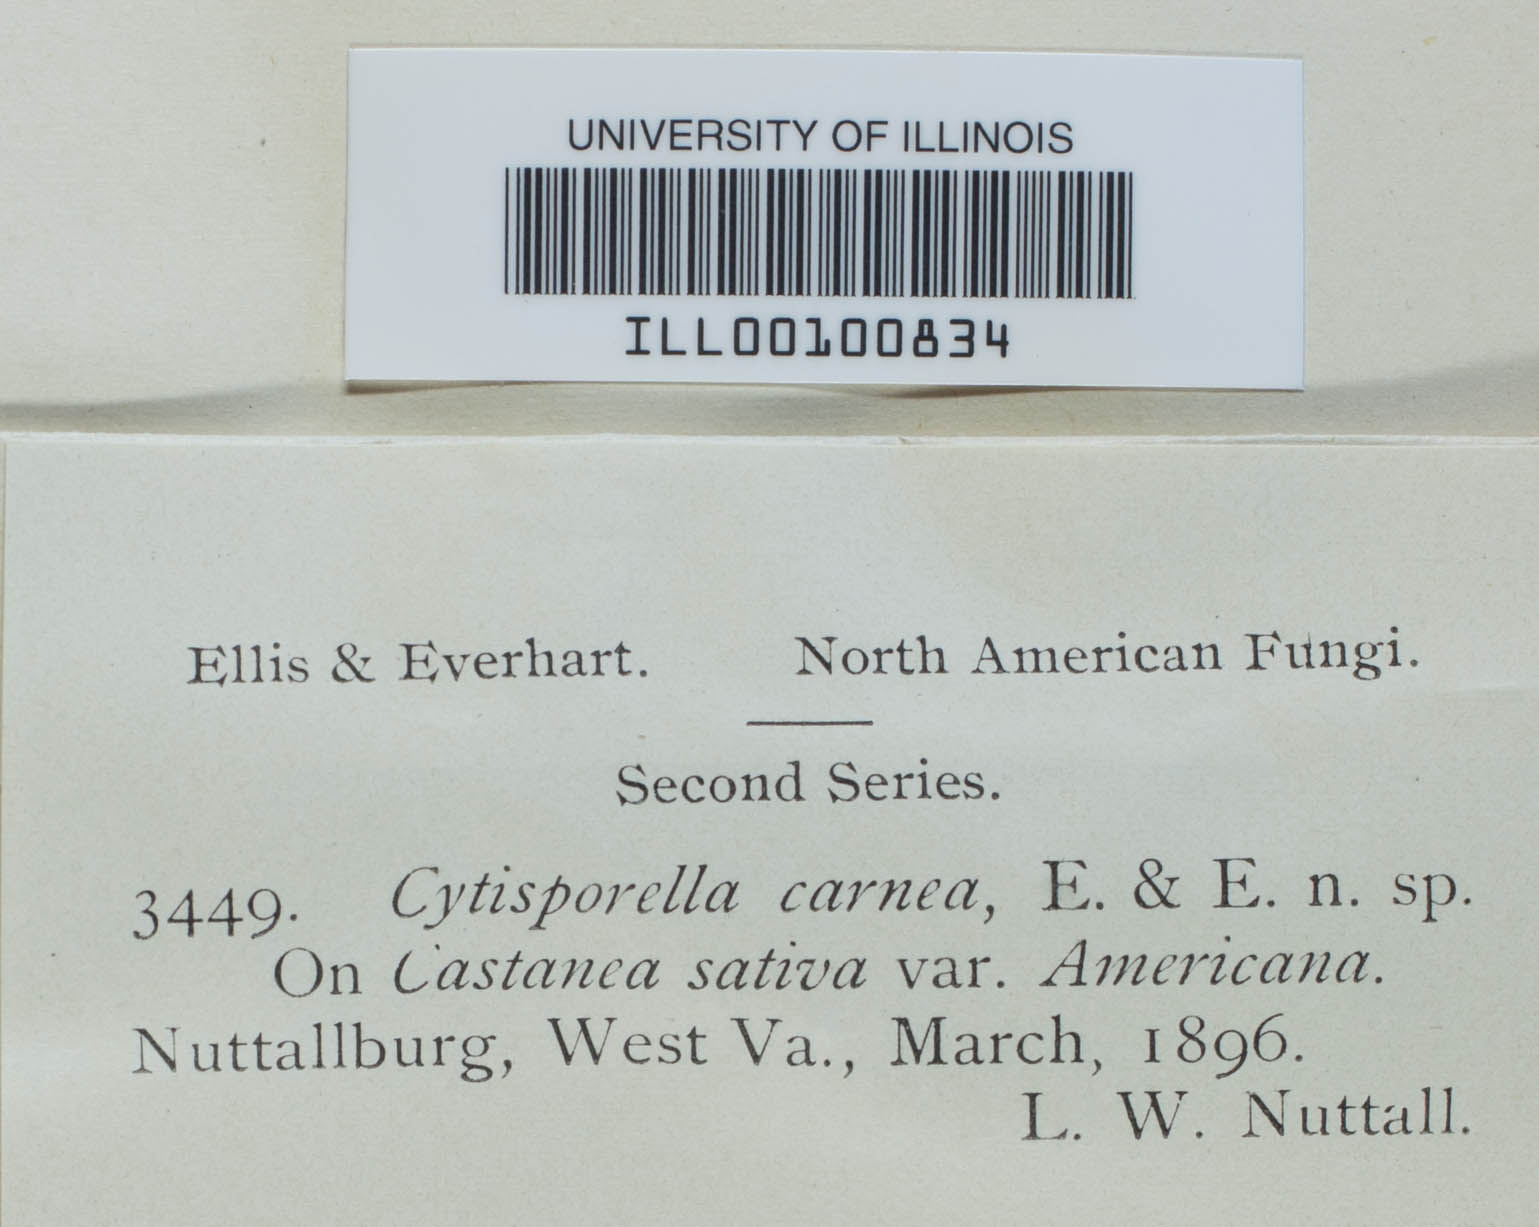 UNIVERSITY OF ILLINOIS
ILL00100834
Ellis & Everhart. North American Fungi.
Second Series.
3449. Cytisporella carnea, E. & E. n. sp.
On Castanea sativa var. Americana.
Nuttallburg, West Va., March, 1896.
L. W. Nuttall.